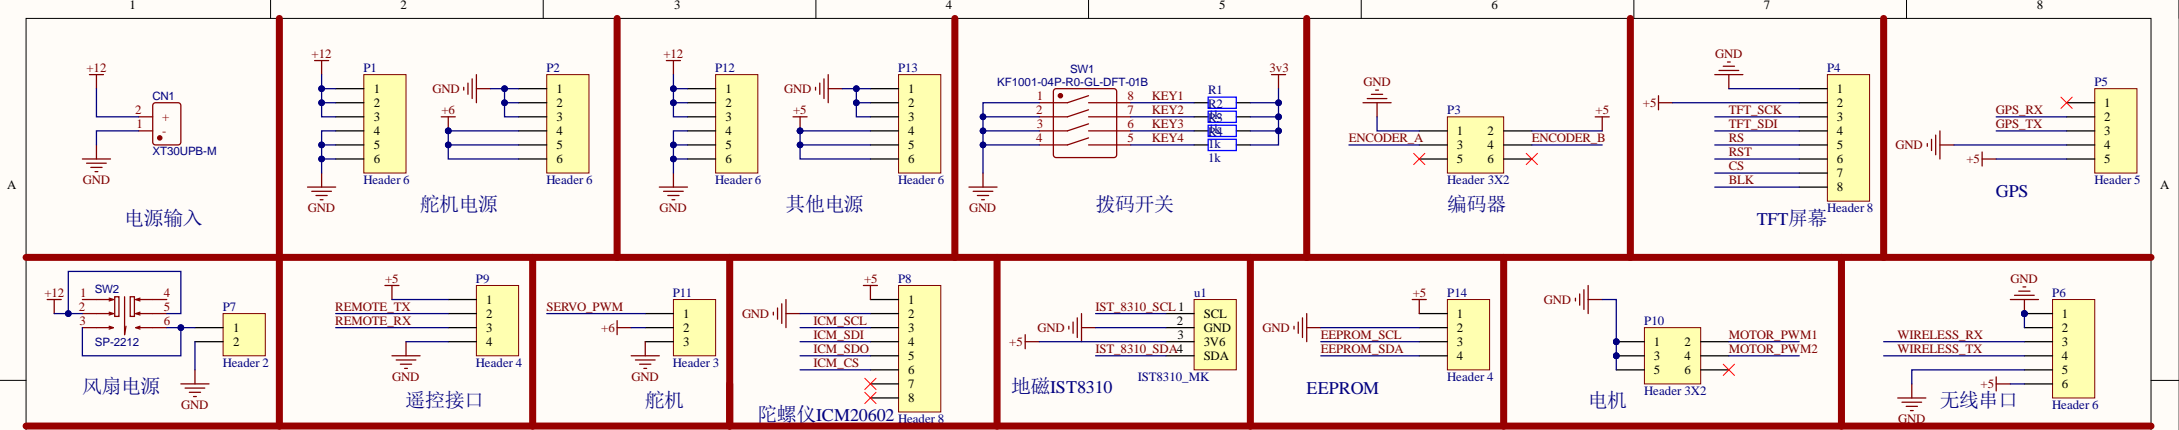 1 2 3 4 5 6 7 8
A
+12
CN1
2 +
1 -
XT30UPB-M
GND
电源输入
+12
P1
1
2
3
4
5
6
Header 6
GND
GND
P2
+6
1
2
3
4
5
6
Header 6
舵机电源
+12
P12
1
2
3
4
5
6
Header 6
GND
GND
P13
+5
1
2
3
4
5
6
Header 6
其他电源
SW1
KF1001-04P-R0-GL-DFT-01B
3v3
1 8 KEY1 R1
2 7 KEY2 R2
3 6 KEY3
4 5 KEY4 1k
1k
GND
拨码开关
GND
P3
+5
ENCODER_A
1 2
3 4
5 6
ENCODER_B
Header 3X2
编码器
GND
P4
+5
1
2
TFT_SCK 3
TFT_SDI 4
RS 5
RST 6
CS 7
BLK 8
Header 8
TFT屏幕
P5
1
GPS_RX 2
GPS_TX 3
GND 4
+5 5
Header 5
GPS
A
+12
SW2
1 4
2 5
3 6
SP-2212
P7
1
2
Header 2
GND
风扇电源
+5
P9
1
REMOTE_TX 2
REMOTE_RX 3
4
Header 4
GND
遥控接口
P11
SERVO_PWM 1
+6 2
3
Header 3
GND
舵机
+5
P8
1
GND 2
ICM_SCL 3
ICM_SDI 4
ICM_SDO 5
ICM_CS 6
7
8
Header 8
陀螺仪ICM20602
u1
IST_8310_SCL 1 SCL
GND 2 GND
+5 3 3V6
IST_8310_SDA 4 SDA
IST8310_MK
地磁IST8310
+5
P14
1
GND 2
EEPROM_SCL 3
EEPROM_SDA 4
Header 4
EEPROM
GND
P10
1 2 MOTOR_PWM1
3 4 MOTOR_PWM2
5 6
Header 3X2
电机
GND
P6
1
2
WIRELESS_RX 3
WIRELESS_TX 4
5
+5 6
Header 6
GND
无线串口